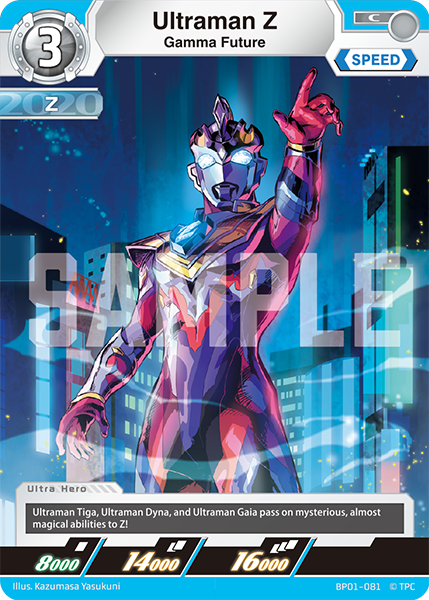 3
Ultraman Z
Gamma Future
C
SPEED
2020
Z
SAMPLE
Ultra Hero
Ultraman Tiga, Ultraman Dyna, and Ultraman Gaia pass on mysterious, almost
magical abilities to Z!
8000
14000
16000
Illus. Kazumasa Yasukuni
BP01-081 © TPC